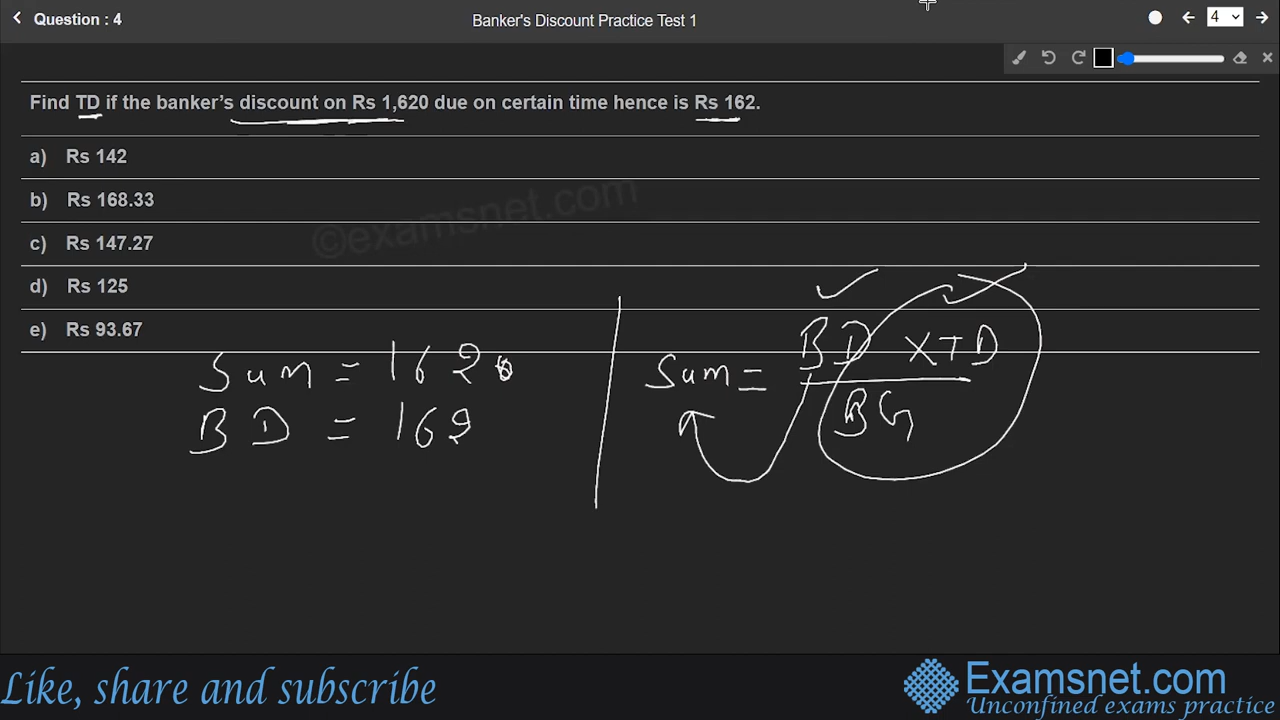 Question : 4
Banker's Discount Practice Test 1
4
Find TD if the banker's discount on Rs 1,620 due on certain time hence is Rs 162.
a) Rs 142
b) Rs 168.33
c) Rs 147.27
d) Rs 125
e) Rs 93.67
©examsnet.com
Sum = 1620
BD = 162
Sum = BD X TD
BG
Like, share and subscribe
Examsnet.com
Unconfined exams practice